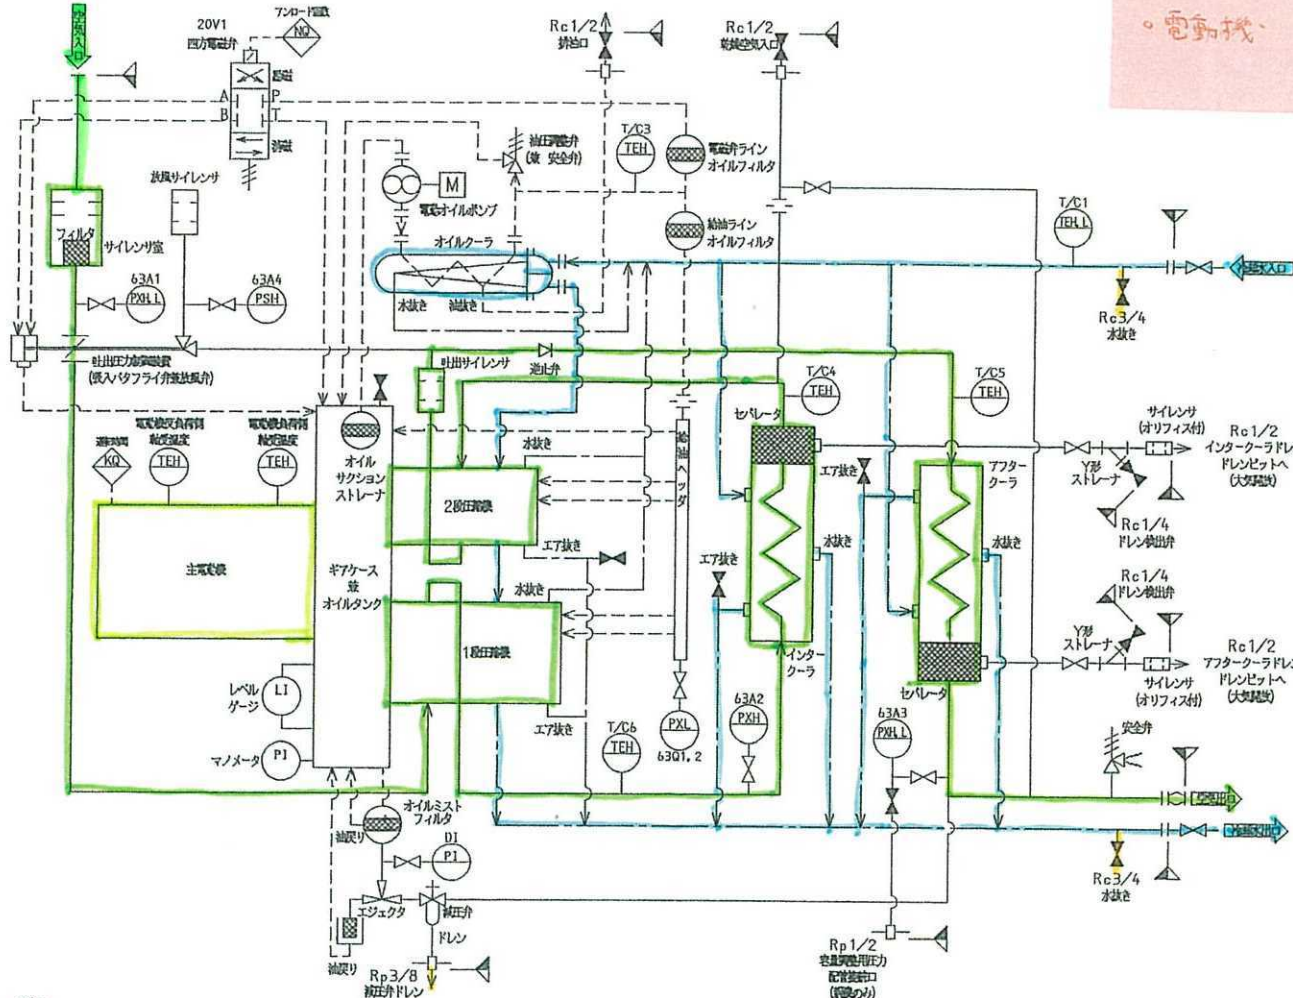 空気入口
20V1
四方電磁弁
アンロード回数
NQ
励磁
A
P
B
T
消磁
Rc1/2
排油口
Rc1/2
乾燥空気入口
。電動機.
放風サイレンサ
フィルタ
サイレンサ室
63A1
PXH,L
63A4
PSH
油圧調整弁
(兼 安全弁)
M
電動オイルポンプ
T/C3
TEH
電磁弁ライン
オイルフィルタ
給油ライン
オイルフィルタ
オイルクーラ
水抜き
油抜き
T/C1
TEH,L
冷却水入口
Rc3/4
水抜き
吐出圧力制御装置
(吸入バタフライ弁兼放風弁)
吐出サイレンサ
逆止弁
T/C4
TEH
T/C5
TEH
運転時間
KQ
電動機反負荷側
軸受温度
TEH
電動機負荷側
軸受温度
TEH
オイル
サクション
ストレーナ
水抜き
給油ヘッダ
セパレータ
エア抜き
アフター
クーラ
サイレンサ
(オリフィス付)
Rc1/2
インタークーラドレン
ドレンピットへ
(大気開放)
Y形
ストレーナ
Rc1/4
ドレン検出弁
2段圧縮機
エア抜き
主電動機
ギアケース
兼
オイルタンク
水抜き
エア抜き
水抜き
水抜き
Rc1/4
ドレン検出弁
1段圧縮機
インター
クーラ
Y形
ストレーナ
Rc1/2
アフタークーラドレン
ドレンピットへ
(大気開放)
サイレンサ
(オリフィス付)
セパレータ
レベル
ゲージ
LI
エア抜き
PXL
63Q1,2
63A2
PXH
63A3
PXH,L
安全弁
マノメータ
PI
T/C6
TEH
空気出口
オイルミスト
フィルタ
油戻り
冷却水出口
DI
PI
Rc3/4
水抜き
エジェクタ
減圧弁
ドレン
油戻り
Rp3/8
減圧弁ドレン
Rp1/2
容量調整用圧力
配管接続口